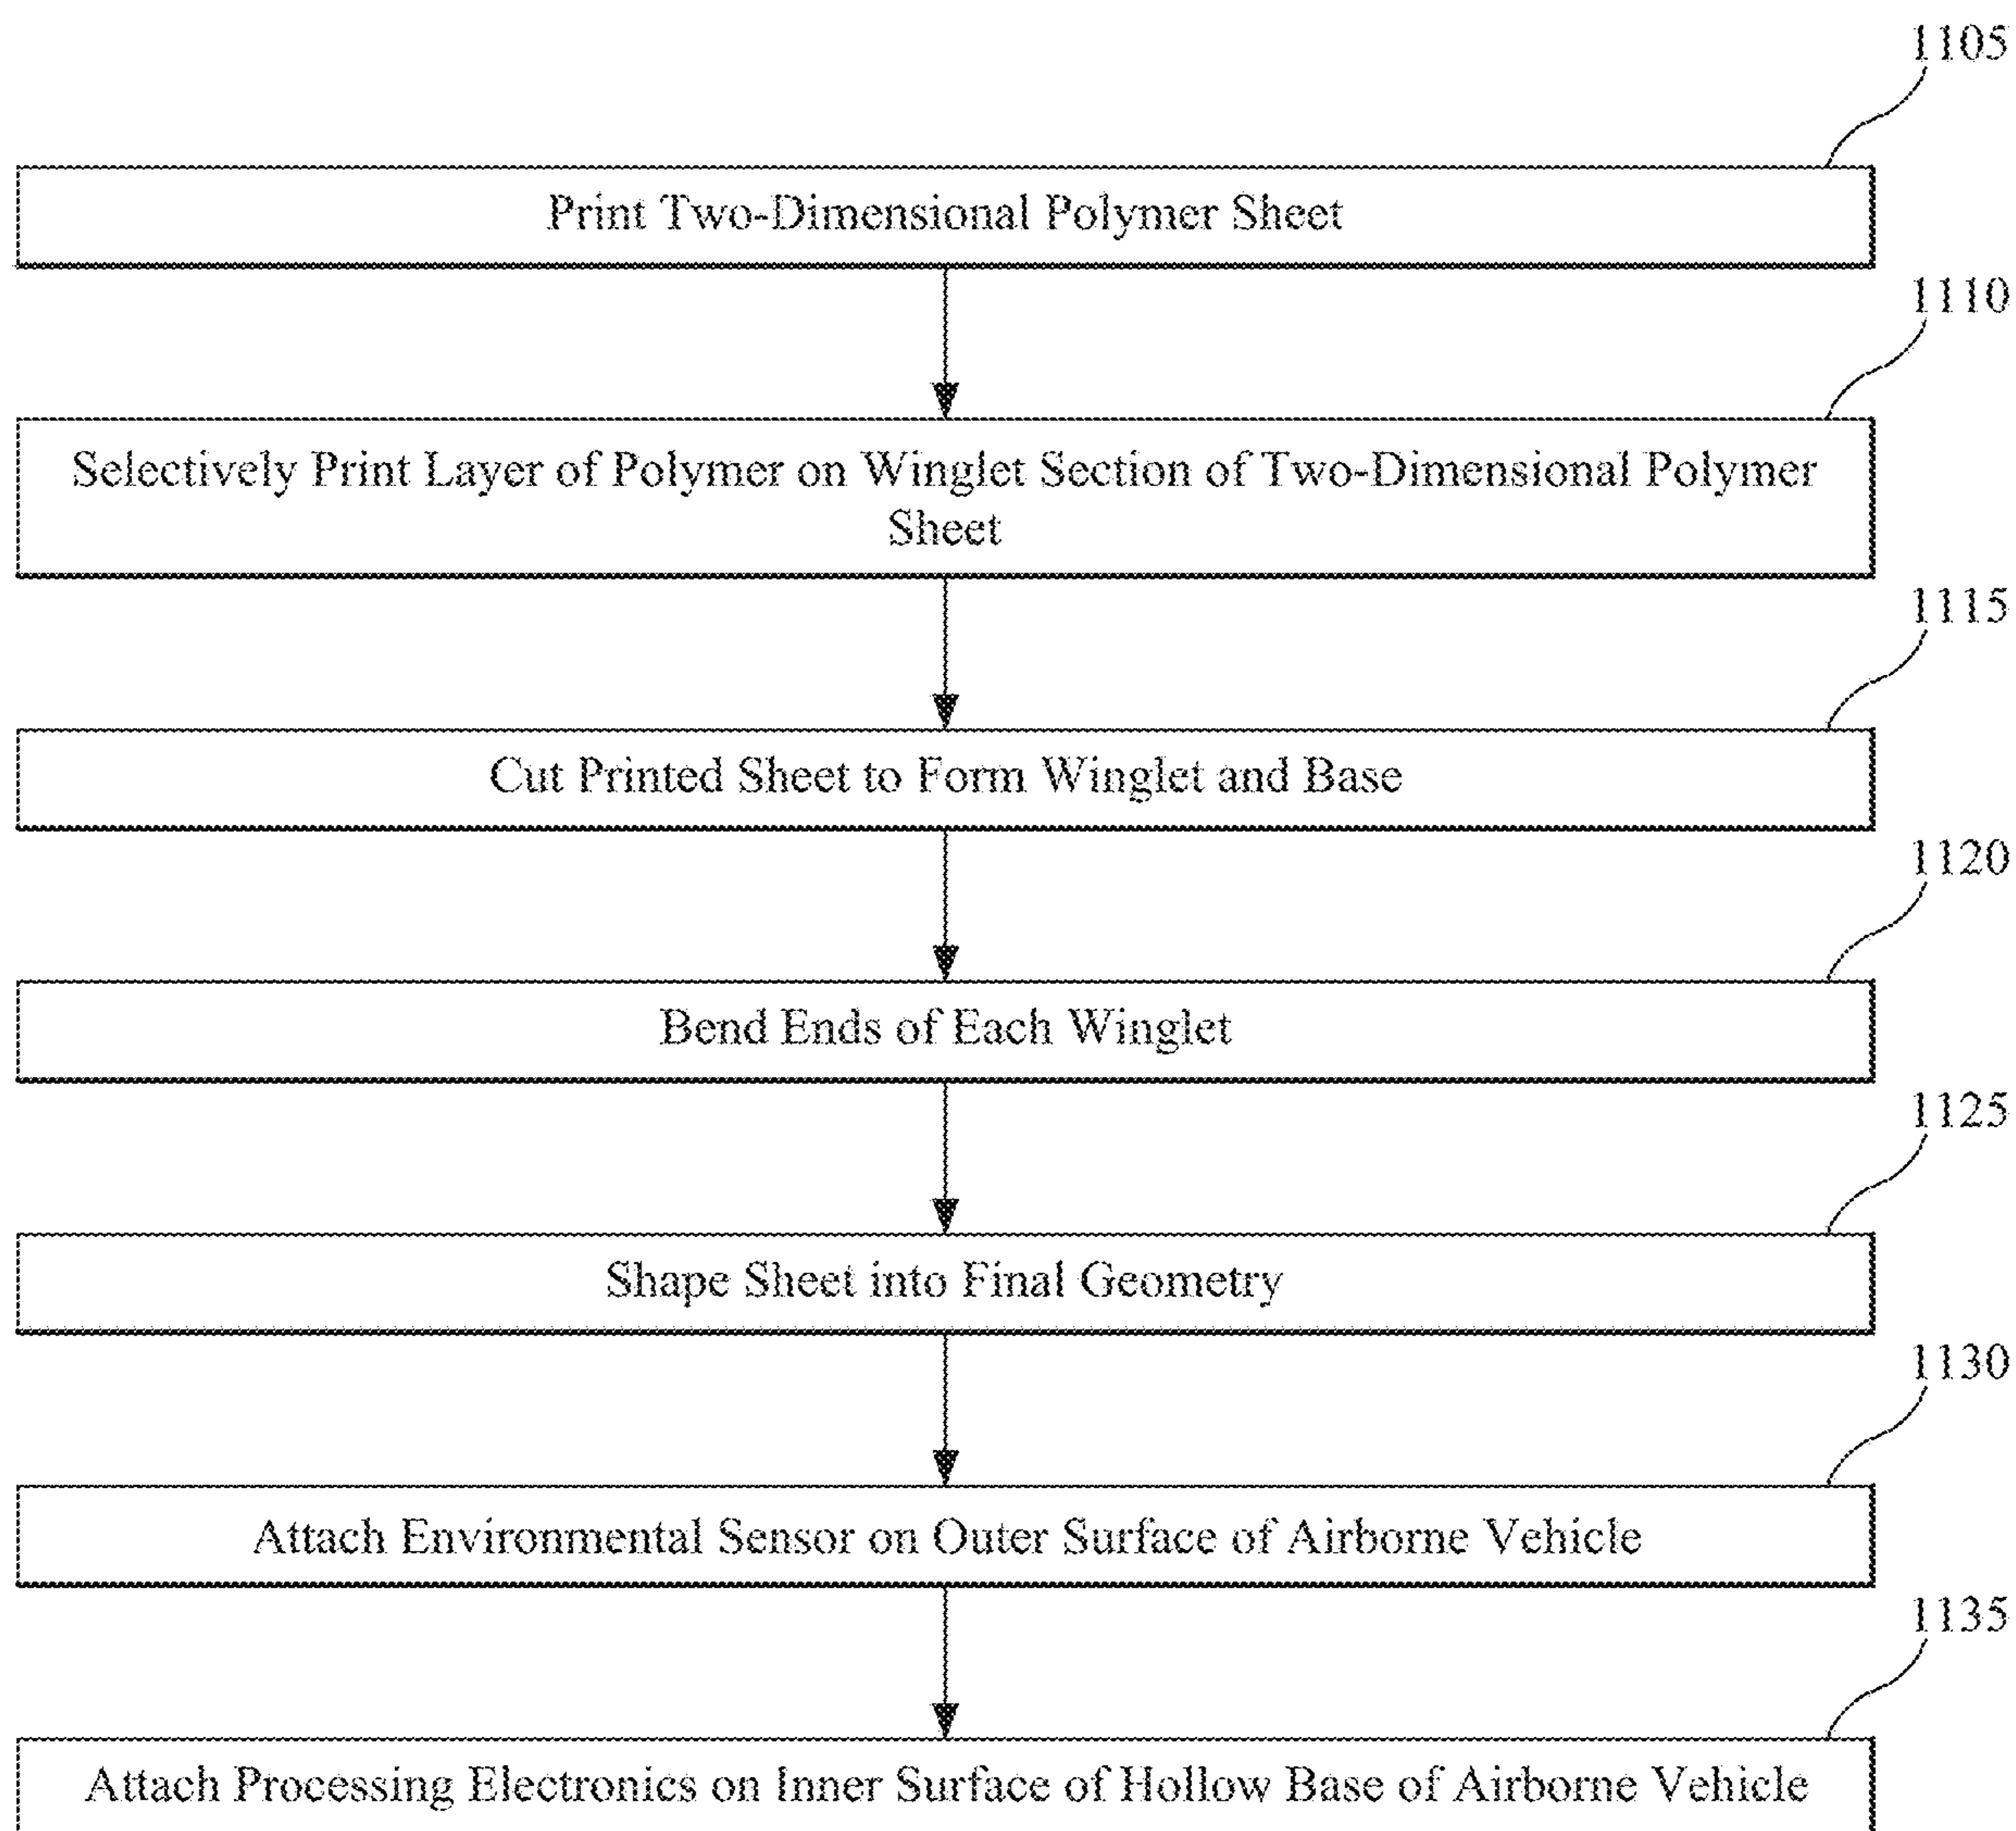 1105
Print Two-Dimensional Polymer Sheet
1110
Selectively Print Layer of Polymer on Winglet Section of Two-Dimensional Polymer
Sheet
1115
Cut Printed Sheet to Form Winglet and Base
1120
Bend Ends of Each Winglet
1125
Shape Sheet into Final Geometry
1130
Attach Environmental Sensor on Outer Surface of Airborne Vehicle
1135
Attach Processing Electronics on Inner Surface of Hollow Base of Airborne Vehicle